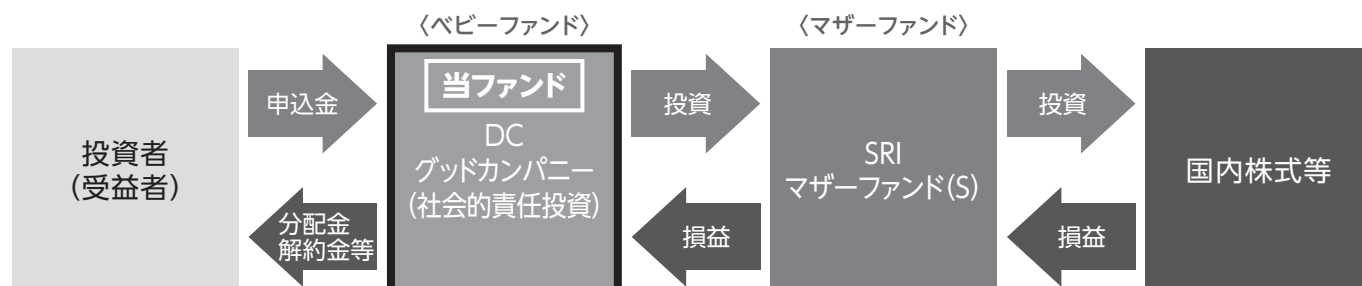 〈ベビーファンド〉
〈マザーファンド〉
投資者
(受益者)
申込金
分配金
解約金等
当ファンド
DC
グッドカンパニー
(社会的責任投資)
投資
損益
SRI
マザーファンド(S)
投資
損益
国内株式等